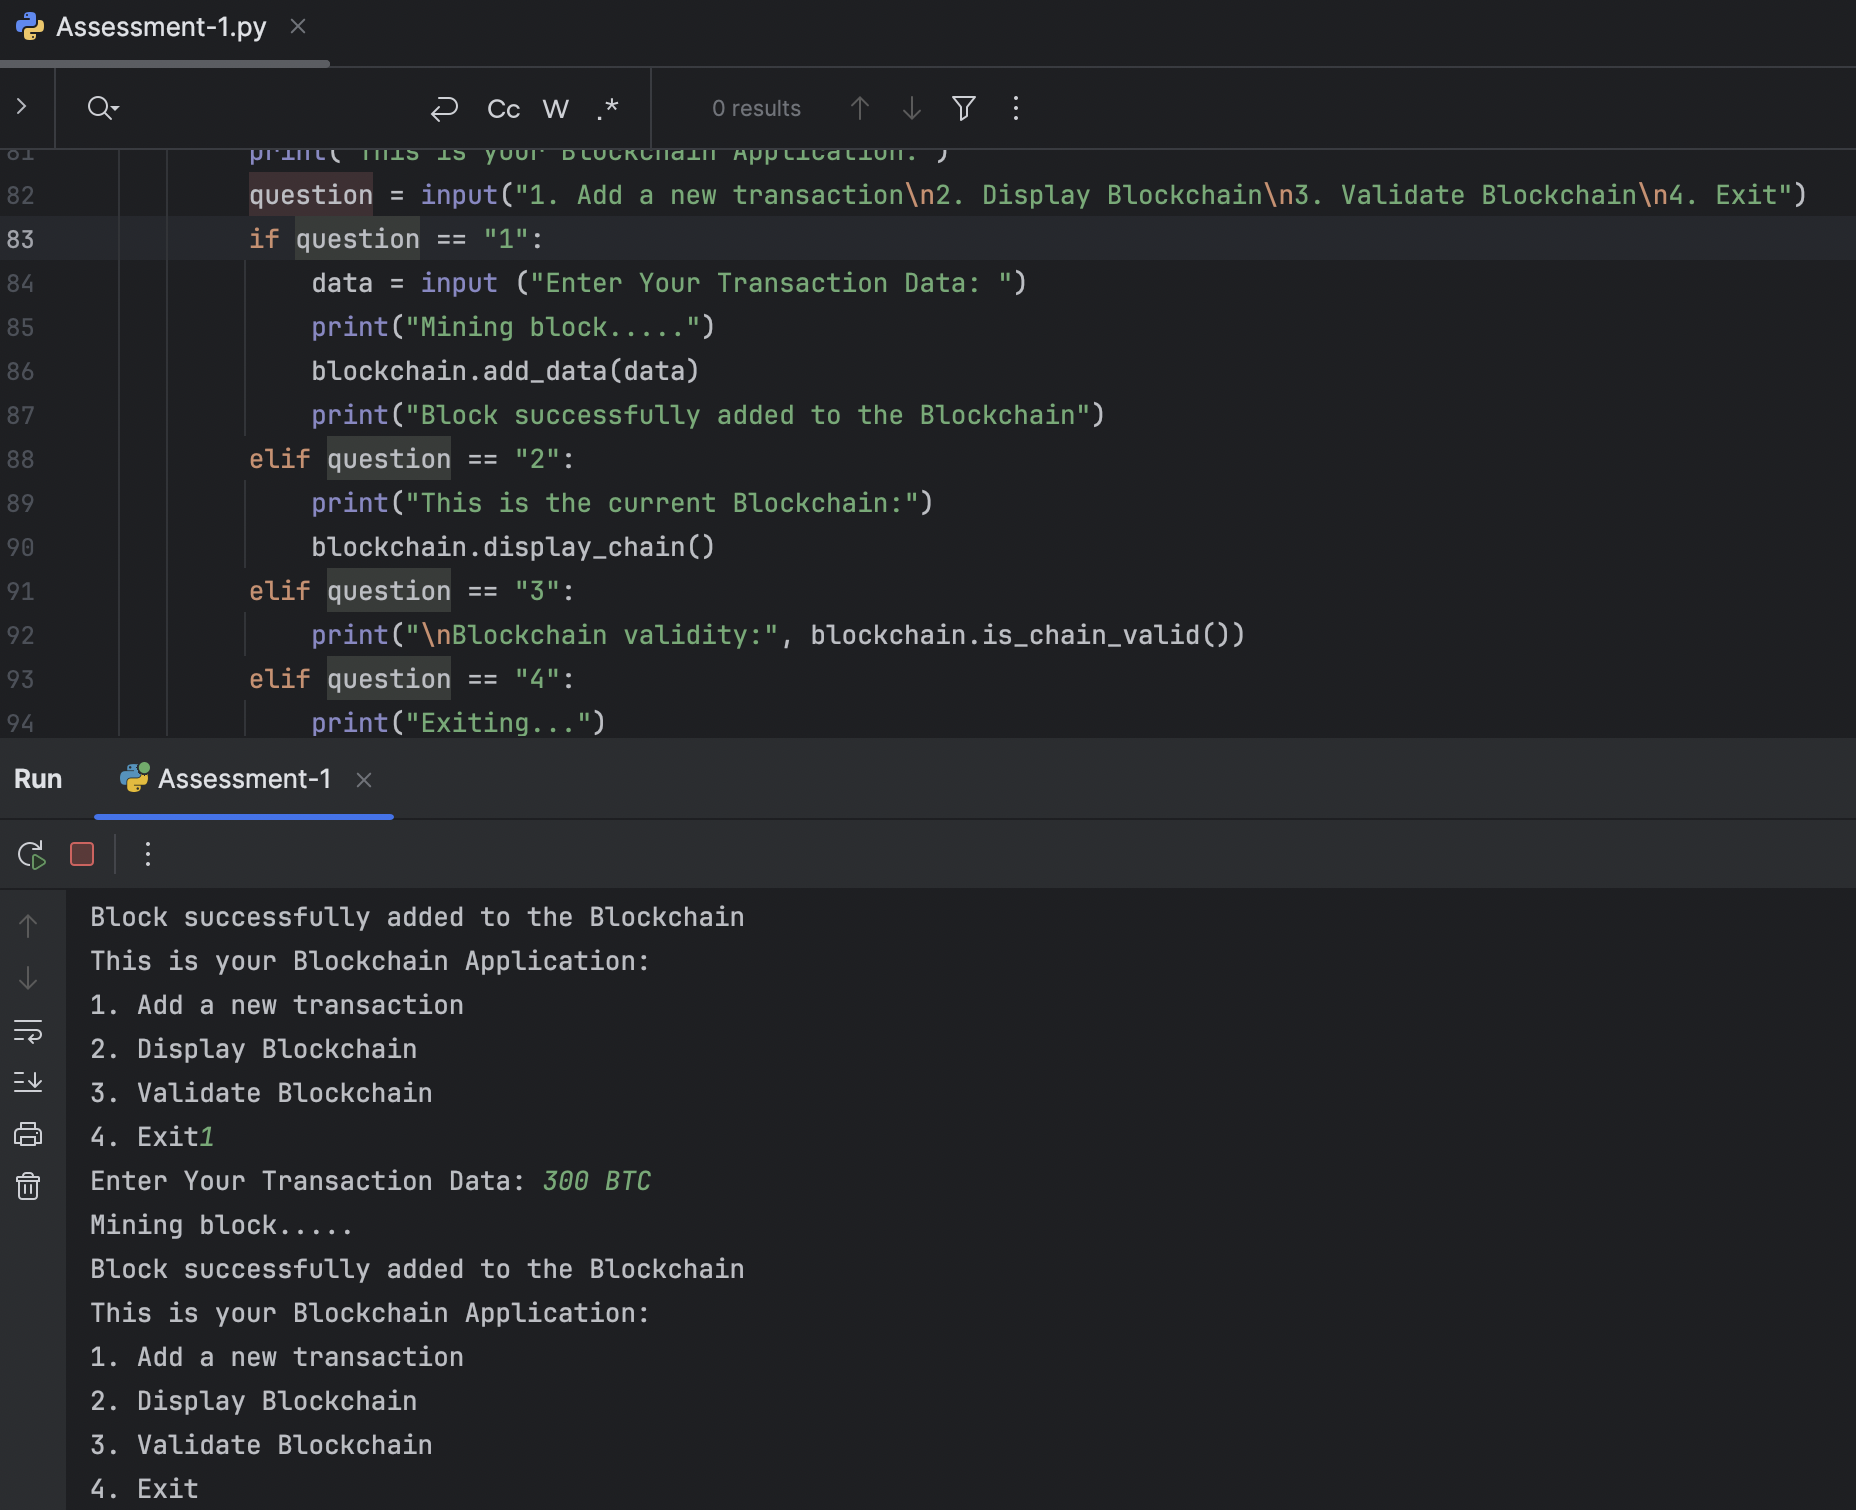 Assessment-1.py
Cc W .* 0 results
81 print("This is your Blockchain Application:")
82 question = input("1. Add a new transaction\n2. Display Blockchain\n3. Validate Blockchain\n4. Exit")
83 if question == "1":
84 data = input ("Enter Your Transaction Data: ")
85 print("Mining block.....")
86 blockchain.add_data(data)
87 print("Block successfully added to the Blockchain")
88 elif question == "2":
89 print("This is the current Blockchain:")
90 blockchain.display_chain()
91 elif question == "3":
92 print("\nBlockchain validity:", blockchain.is_chain_valid())
93 elif question == "4":
94 print("Exiting...")
Run Assessment-1
Block successfully added to the Blockchain
This is your Blockchain Application:
1. Add a new transaction
2. Display Blockchain
3. Validate Blockchain
4. Exit1
Enter Your Transaction Data: 300 BTC
Mining block.....
Block successfully added to the Blockchain
This is your Blockchain Application:
1. Add a new transaction
2. Display Blockchain
3. Validate Blockchain
4. Exit